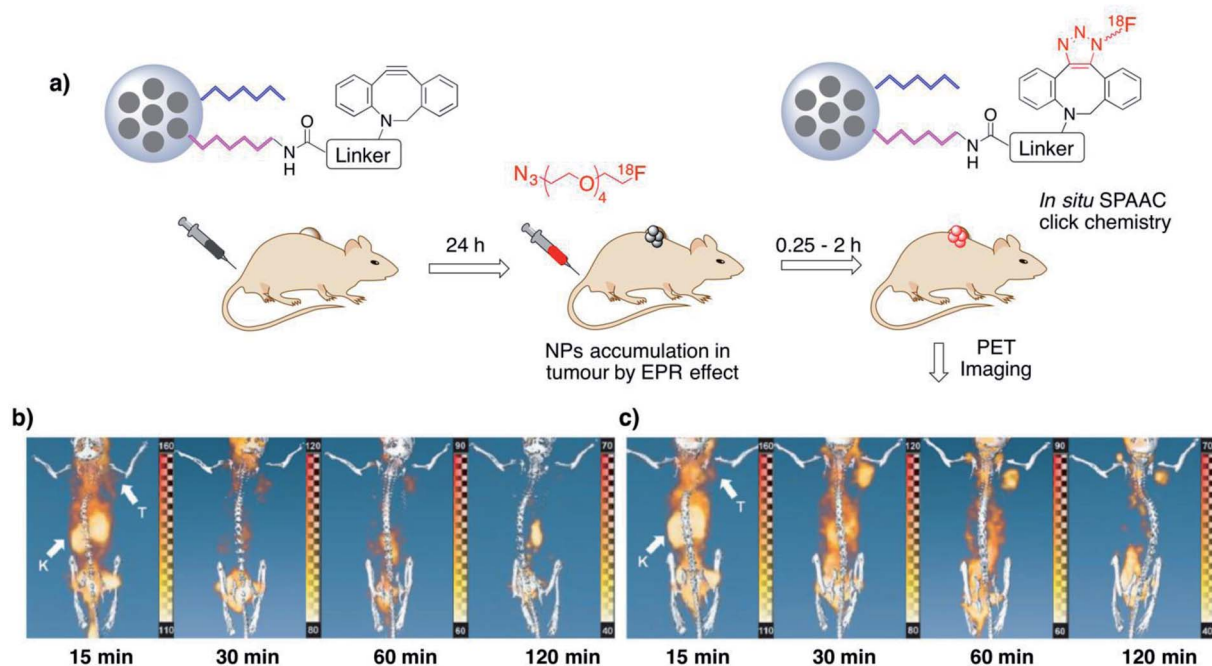 a)
N
O
N
H
Linker
N₃
O
4
¹⁸F
N
N
N
¹⁸F
N
O
N
H
Linker
In situ SPAAC
click chemistry
24 h
0.25 - 2 h
NPs accumulation in
tumour by EPR effect
PET
Imaging
b)
c)
160
120
90
70
160
120
90
70
T
K
T
K
110
80
60
40
110
80
60
40
15 min
30 min
60 min
120 min
15 min
30 min
60 min
120 min